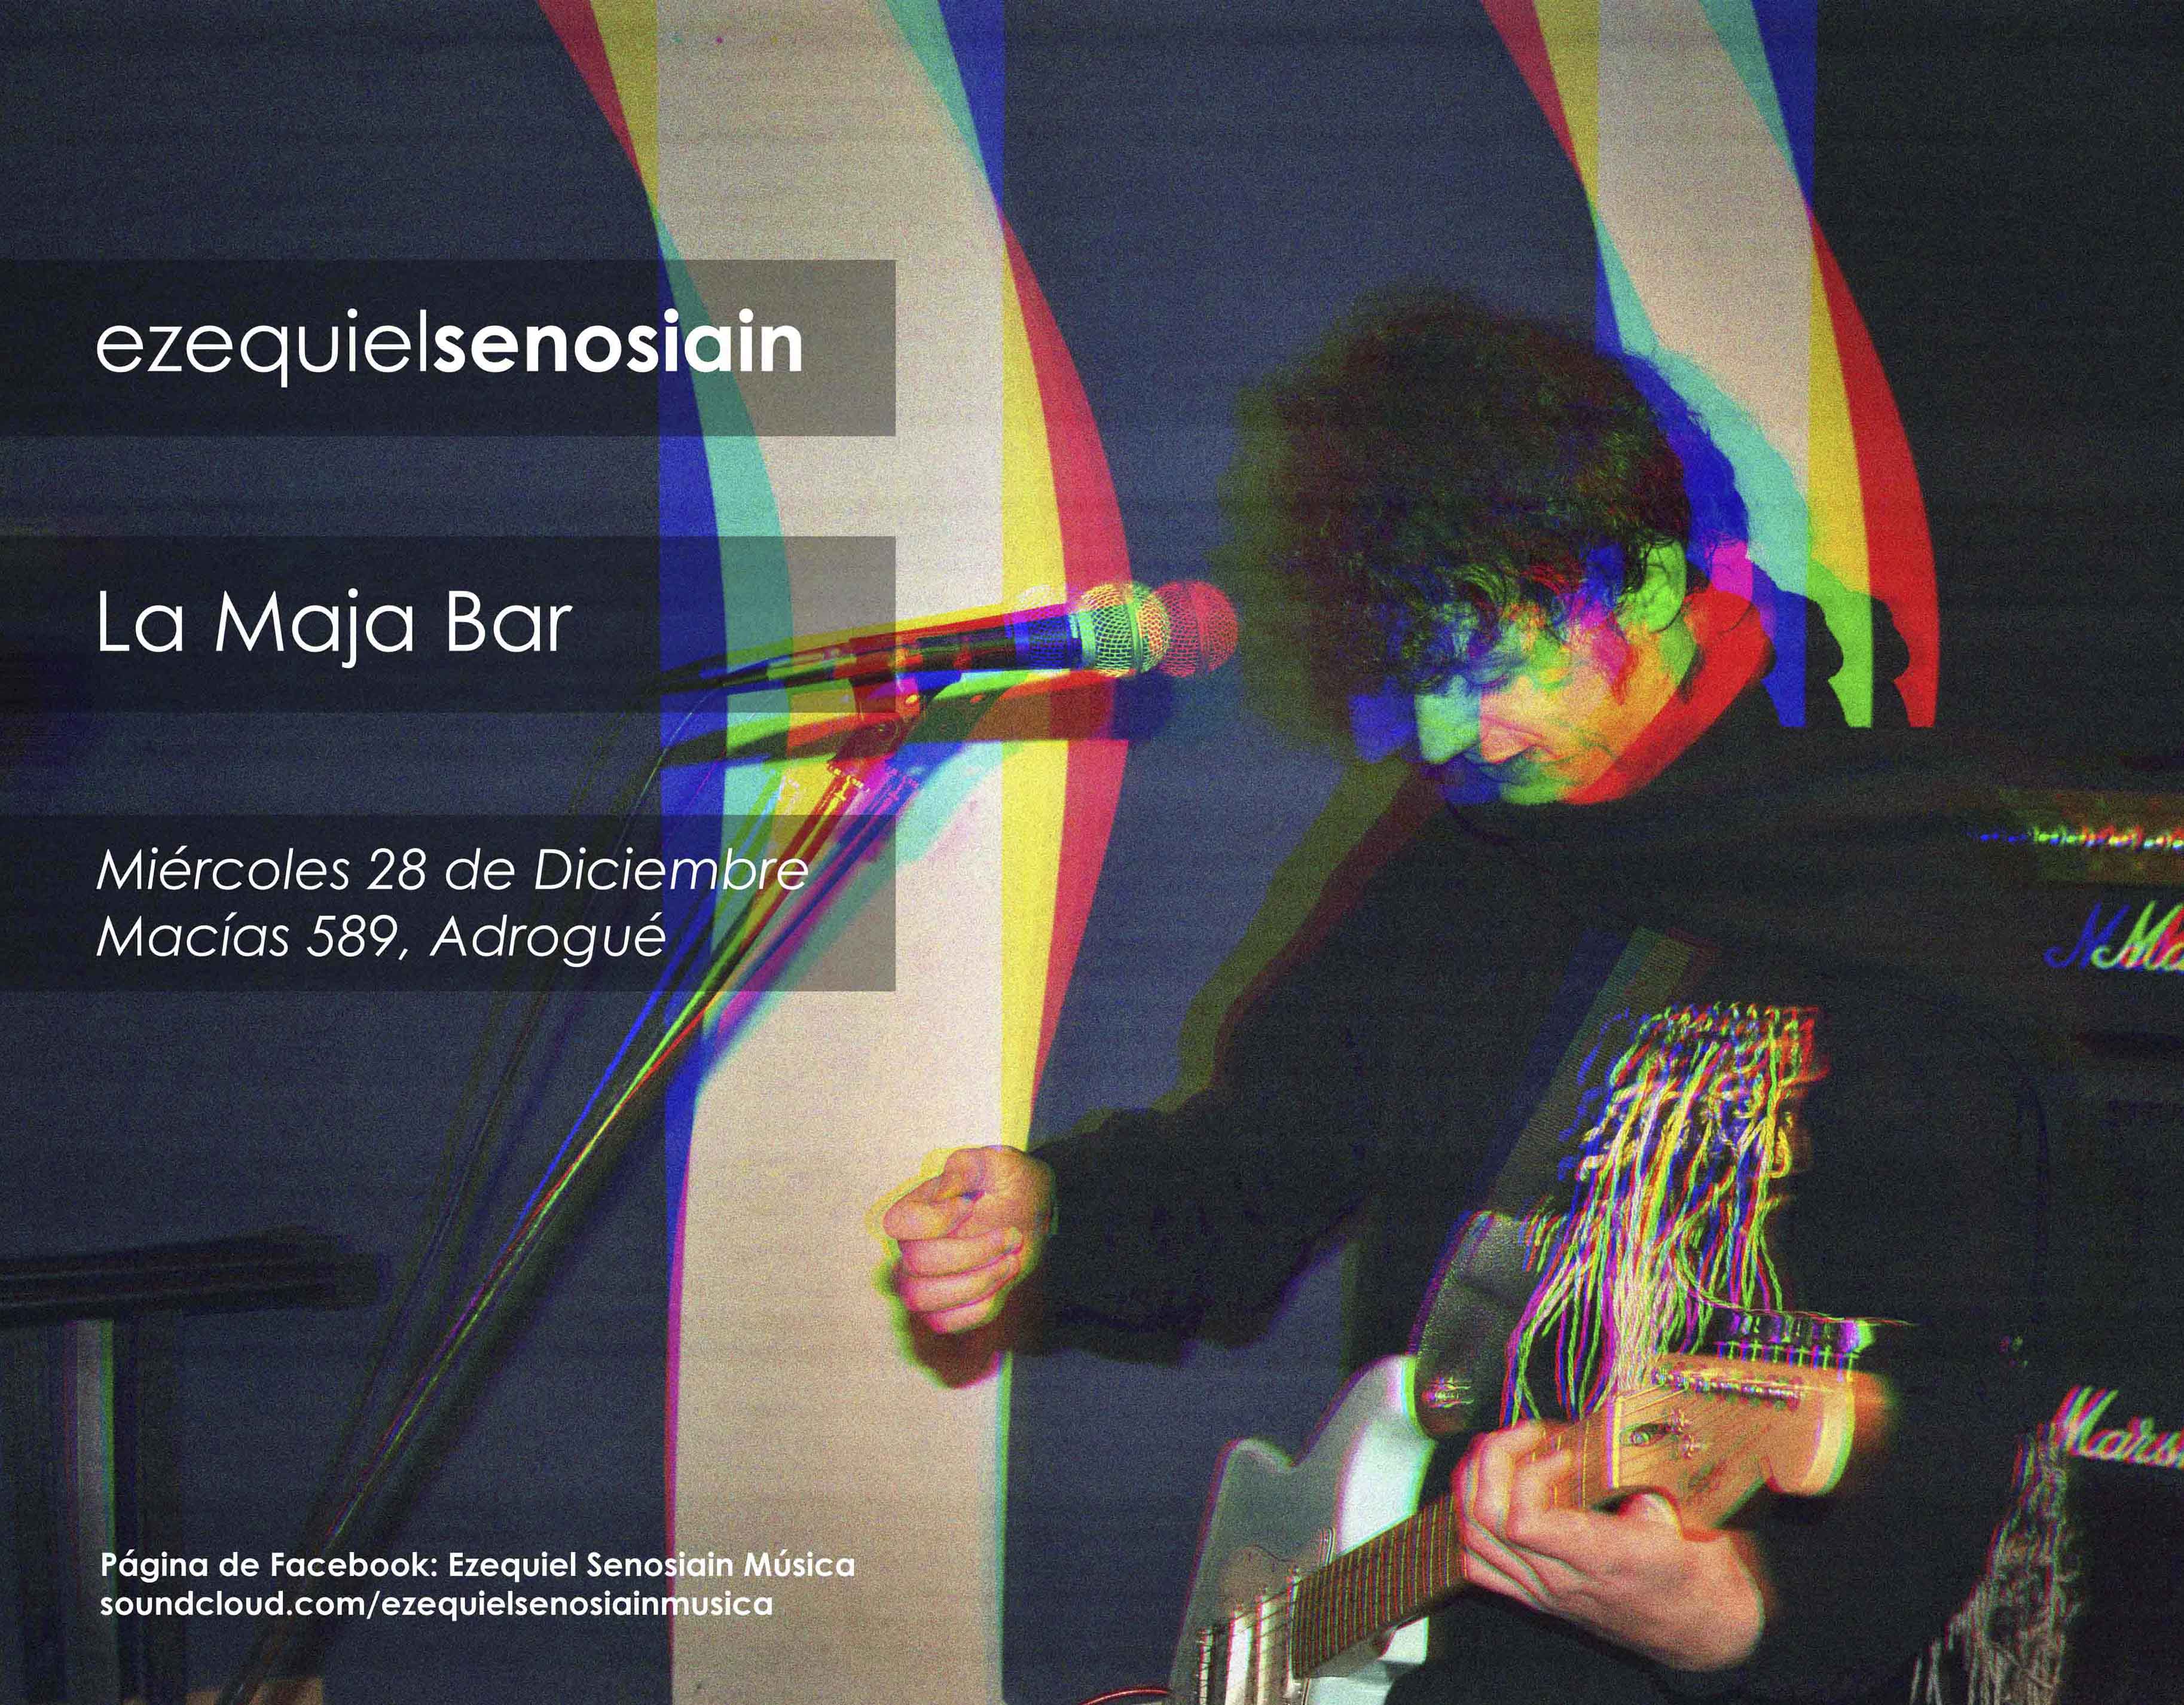 ezequielsenosiain
La Maja Bar
Miércoles 28 de Diciembre
Macías 589, Adrogué
Página de Facebook: Ezequiel Senosiain Música
soundcloud.com/ezequielsenosiainmusica